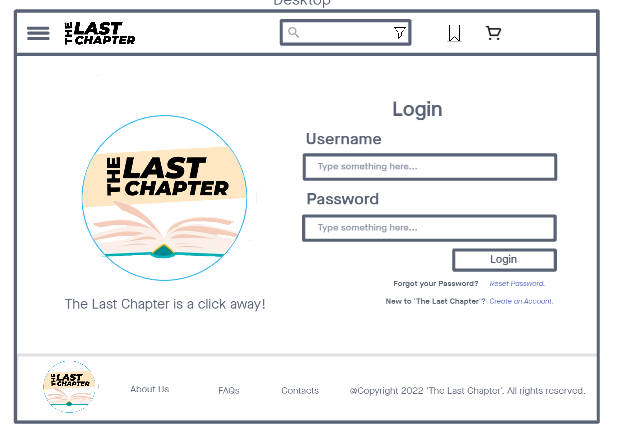 Desktop
THE LAST CHAPTER
Login
Username
Type something here...
Password
Type something here...
Login
Forgot your Password? Reset Password.
New to 'The Last Chapter'? Create an Account.
THE LAST CHAPTER
The Last Chapter is a click away!
THE LAST CHAPTER
About Us
FAQs
Contacts
@Copyright 2022 'The Last Chapter'. All rights reserved.